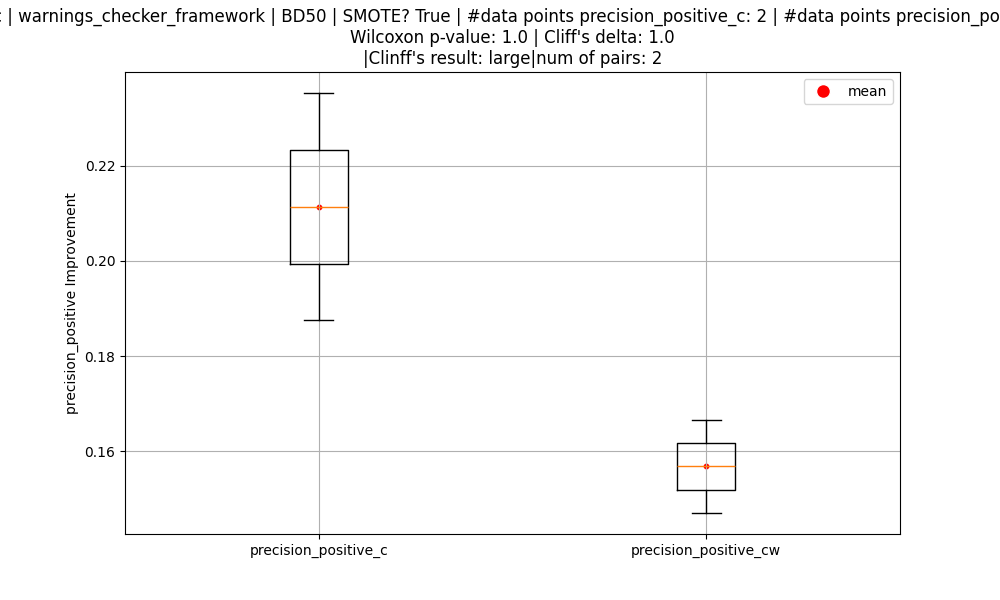 | warnings_checker_framework | BD50 | SMOTE? True | #data points precision_positive_c: 2 | #data points
Wilcoxon p-value: 1.0 | Cliff's delta: 1.0
|Clinff's result: large|num of pairs: 2
mean
0.22
0.20
0.18
0.16
precision_positive Improvement
precision_positive_c
precision_positive_cw